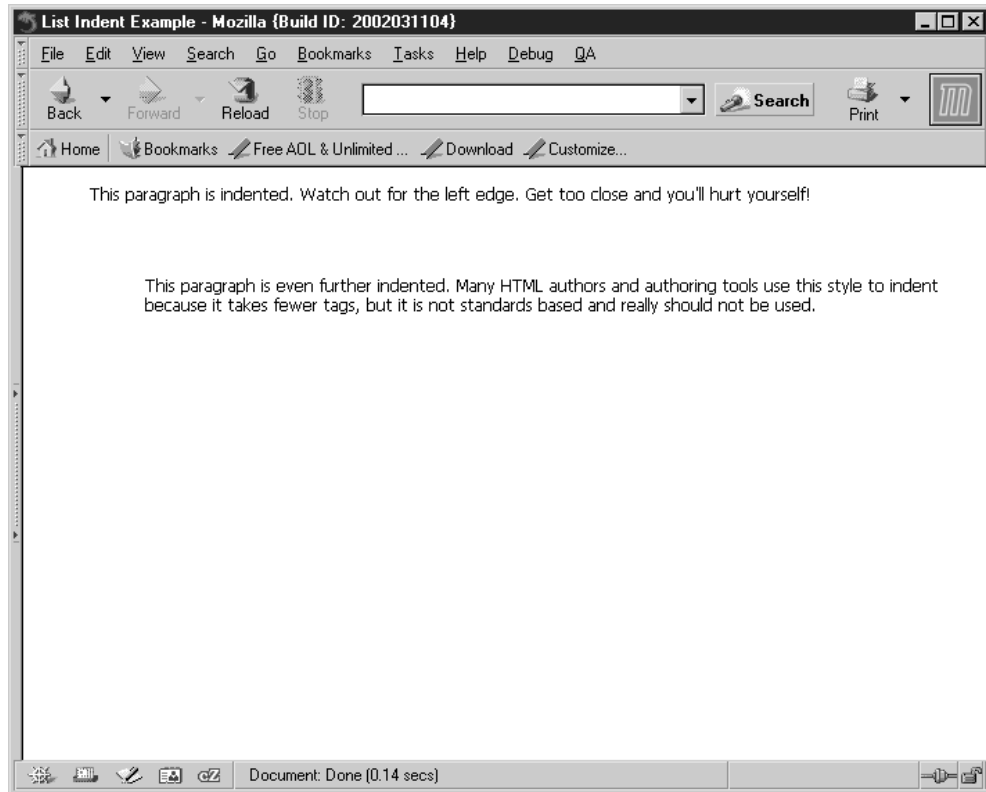 List Indent Example - Mozilla {Build ID: 2002031104}
File Edit View Search Go Bookmarks Tasks Help Debug QA
Back Forward Reload Stop Search Print
Home Bookmarks Free AOL & Unlimited ... Download Customize...
This paragraph is indented. Watch out for the left edge. Get too close and you'll hurt yourself!
This paragraph is even further indented. Many HTML authors and authoring tools use this style to indent
because it takes fewer tags, but it is not standards based and really should not be used.
Document: Done (0.14 secs)